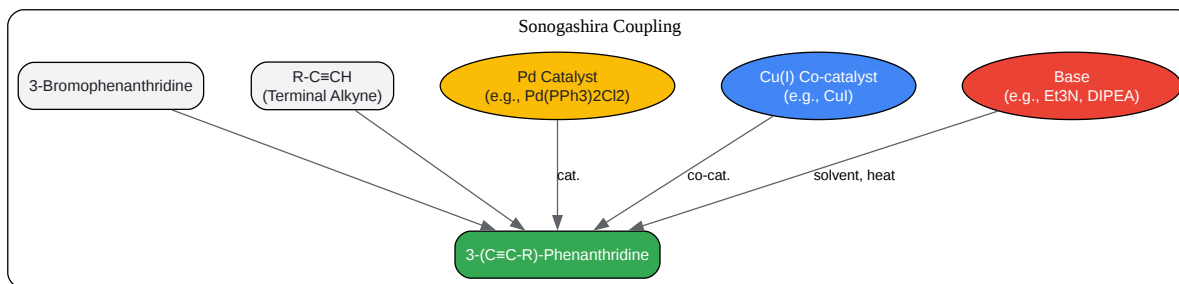 Sonogashira Coupling
3-Bromophenanthridine
R-C≡CH
(Terminal Alkyne)
Pd Catalyst
(e.g., Pd(PPh3)2Cl2)
Cu(I) Co-catalyst
(e.g., CuI)
Base
(e.g., Et3N, DIPEA)
cat.
co-cat.
solvent, heat
3-(C≡C-R)-Phenanthridine